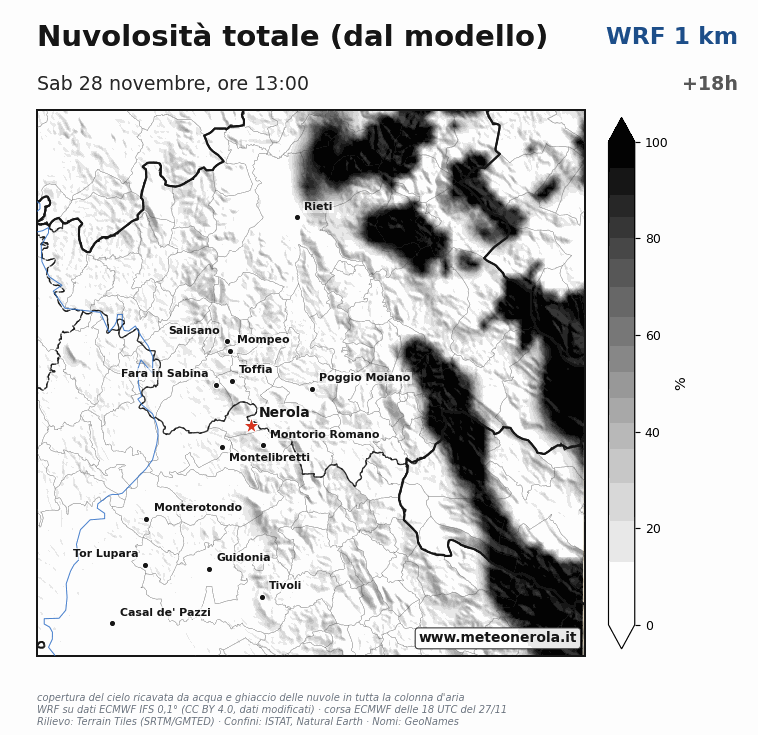 Nuvolosità totale (dal modello)
WRF 1 km
Sab 28 novembre, ore 13:00
+18h
Rieti
Salisano
Mompeo
Fara in Sabina
Toffia
Poggio Moiano
Nerola
Montorio Romano
Montelibretti
Monterotondo
Tor Lupara
Guidonia
Tivoli
Casal de' Pazzi
www.meteonerola.it
100
80
60
40
20
0
%
copertura del cielo ricavata da acqua e ghiaccio delle nuvole in tutta la colonna d'aria
WRF su dati ECMWF IFS 0,1° (CC BY 4.0, dati modificati) · corsa ECMWF delle 18 UTC del 27/11
Rilievo: Terrain Tiles (SRTM/GMTED) · Confini: ISTAT, Natural Earth · Nomi: GeoNames